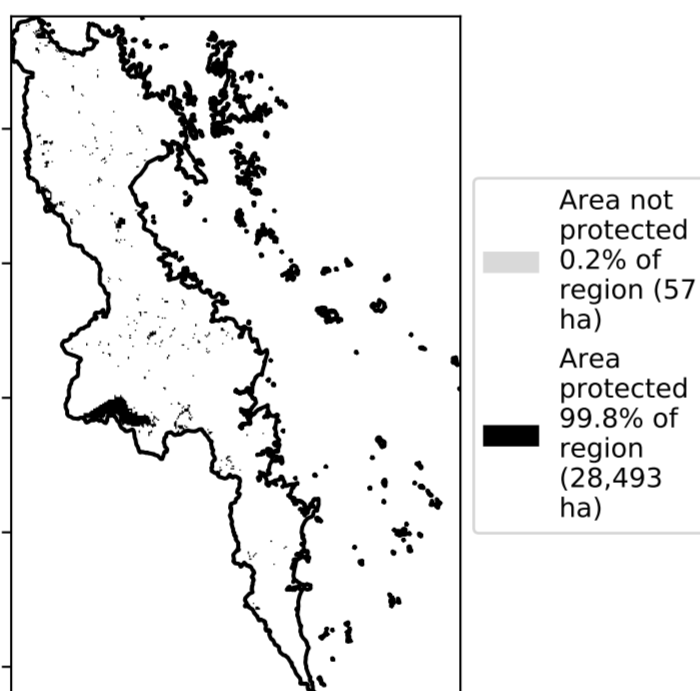 Area not
protected
0.2% of
region (57
ha)
Area
protected
99.8% of
region
(28,493
ha)